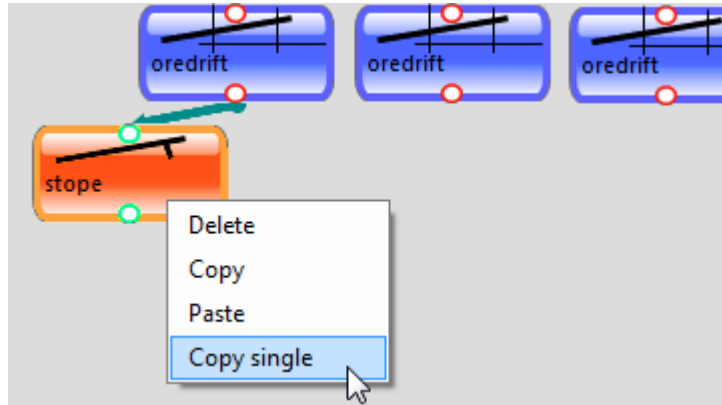 oredrift
oredrift
oredrift
stope
Delete
Copy
Paste
Copy single